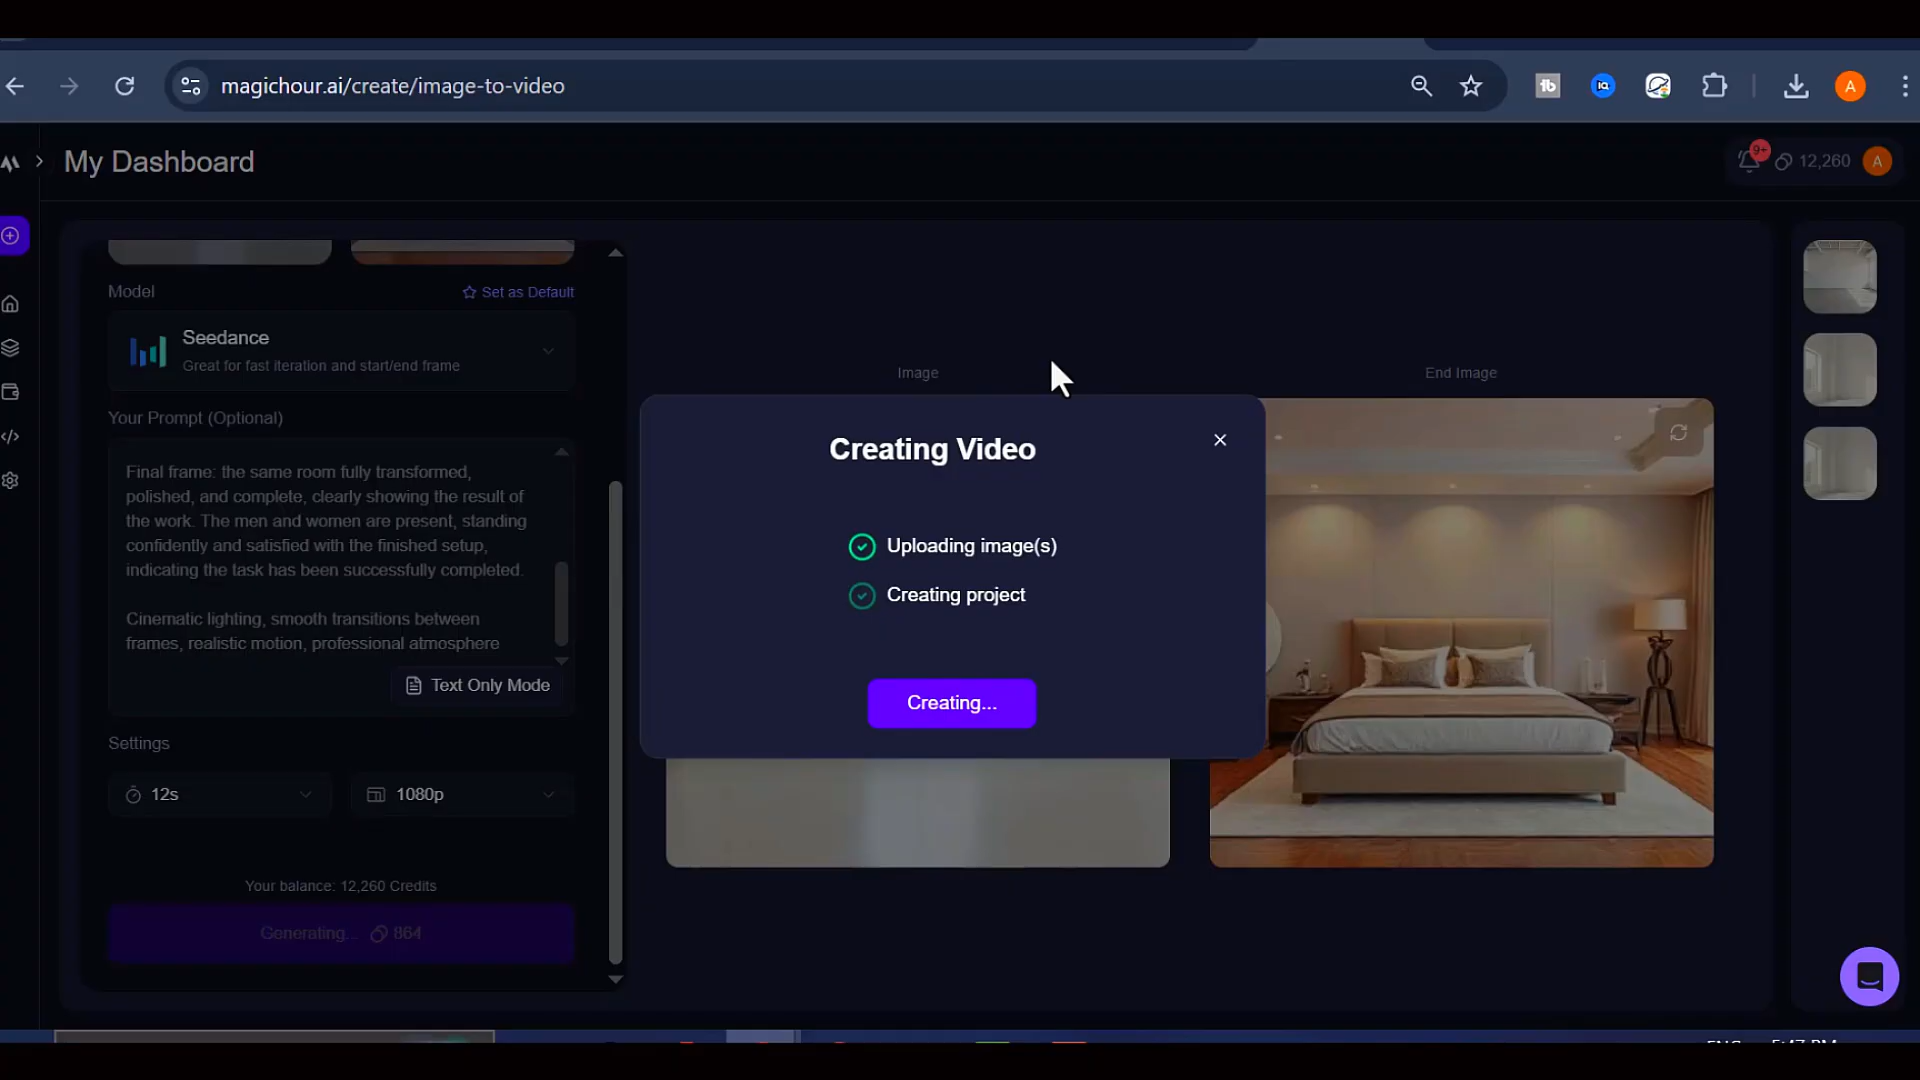 magichour.ai/create/image-to-video
tb
IQ
A
My Dashboard
9+
12,260
A
Model
Set as Default
Seedance
Great for fast iteration and start/end frame
Your Prompt (Optional)
Final frame: the same room fully transformed,
polished, and complete, clearly showing the result of
the work. The men and women are present, standing
confidently and satisfied with the finished setup,
indicating the task has been successfully completed.
Cinematic lighting, smooth transitions between
frames, realistic motion, professional atmosphere
Text Only Mode
Settings
12s
1080p
Your balance: 12,260 Credits
Generating... 864
Image
End Image
Creating Video
Uploading image(s)
Creating project
Creating...